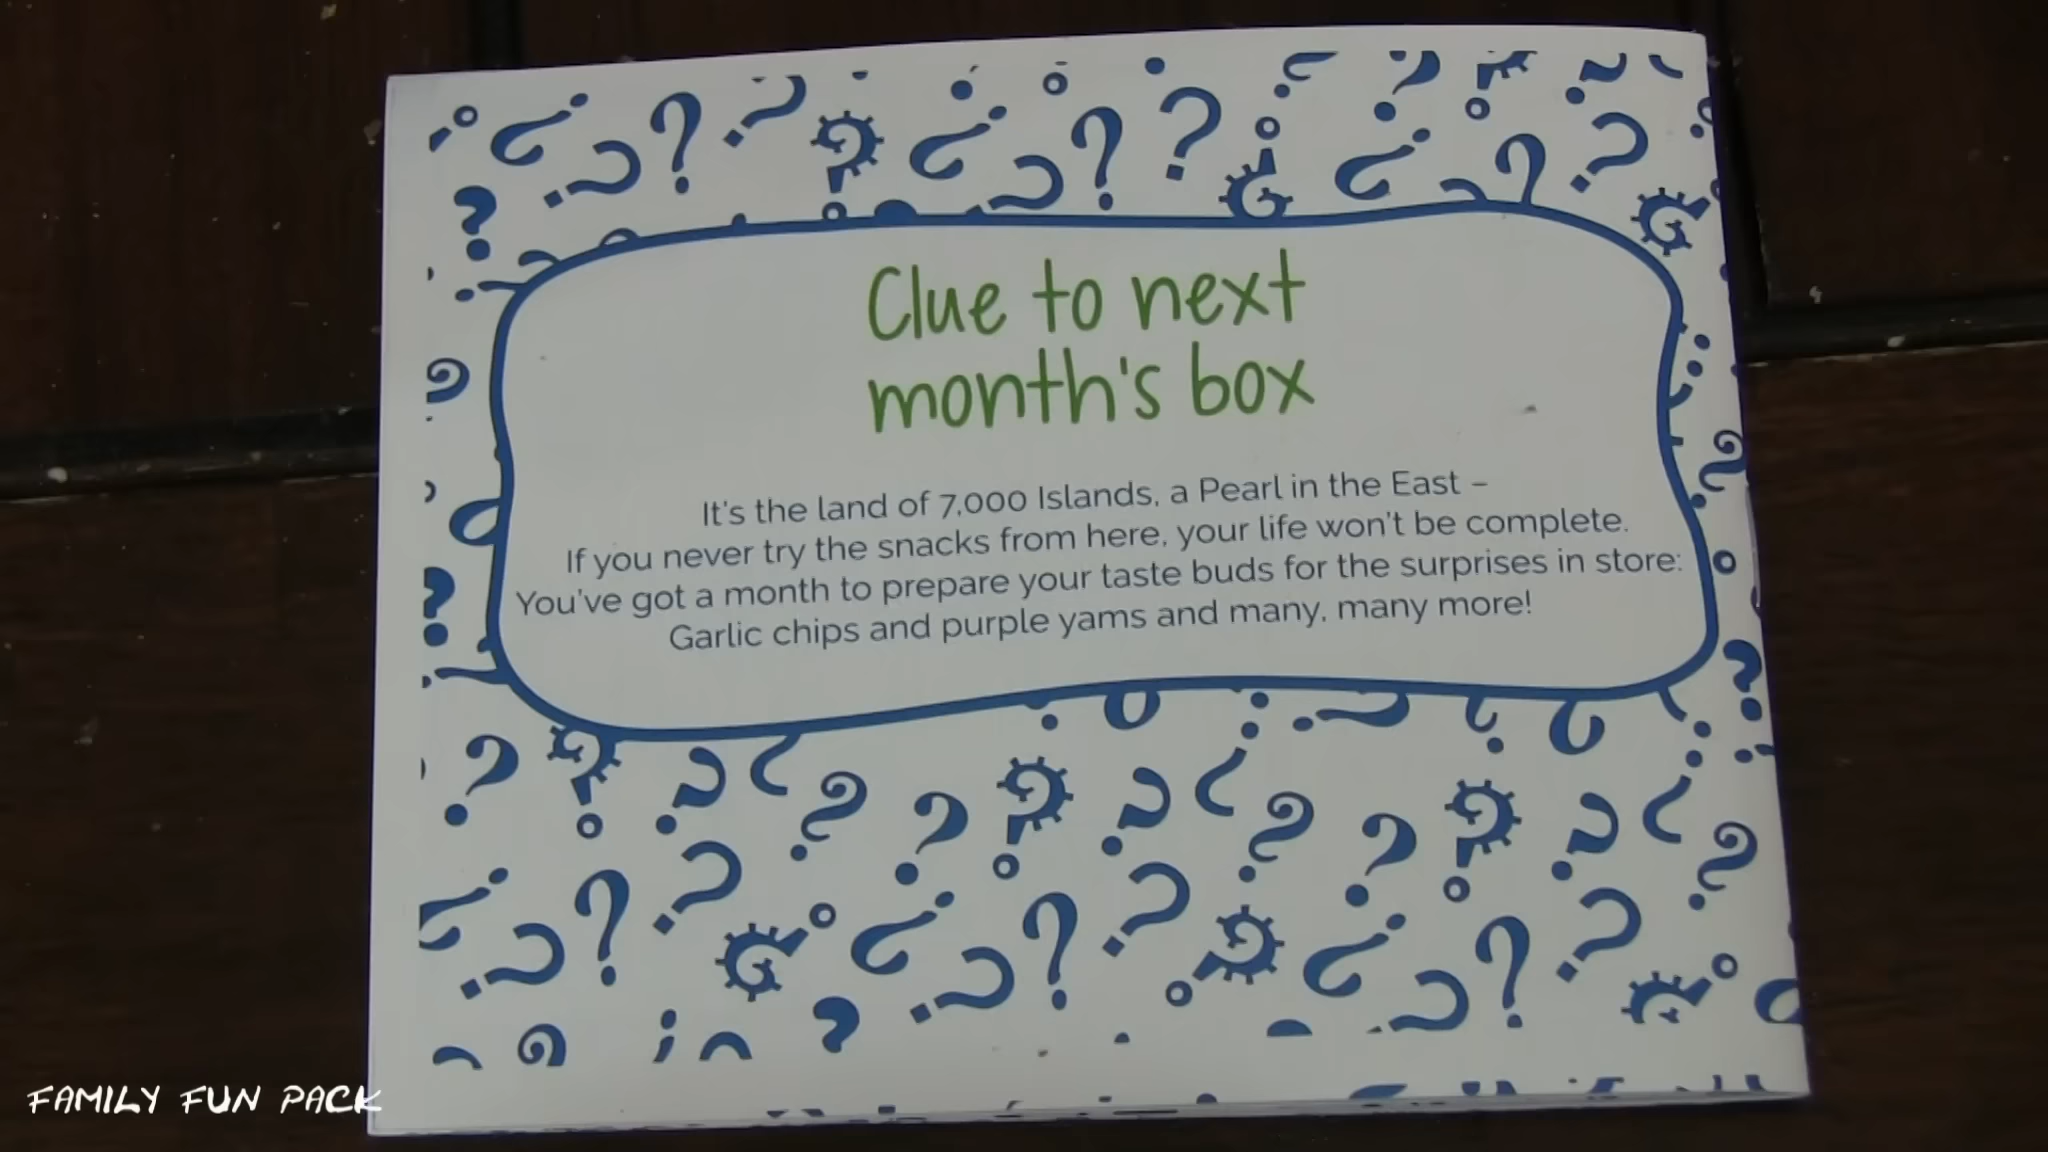 Clue to next
month's box
It's the land of 7,000 Islands, a Pearl in the East –
If you never try the snacks from here, your life won't be complete.
You've got a month to prepare your taste buds for the surprises in store:
Garlic chips and purple yams and many, many more!
FAMILY FUN PACK